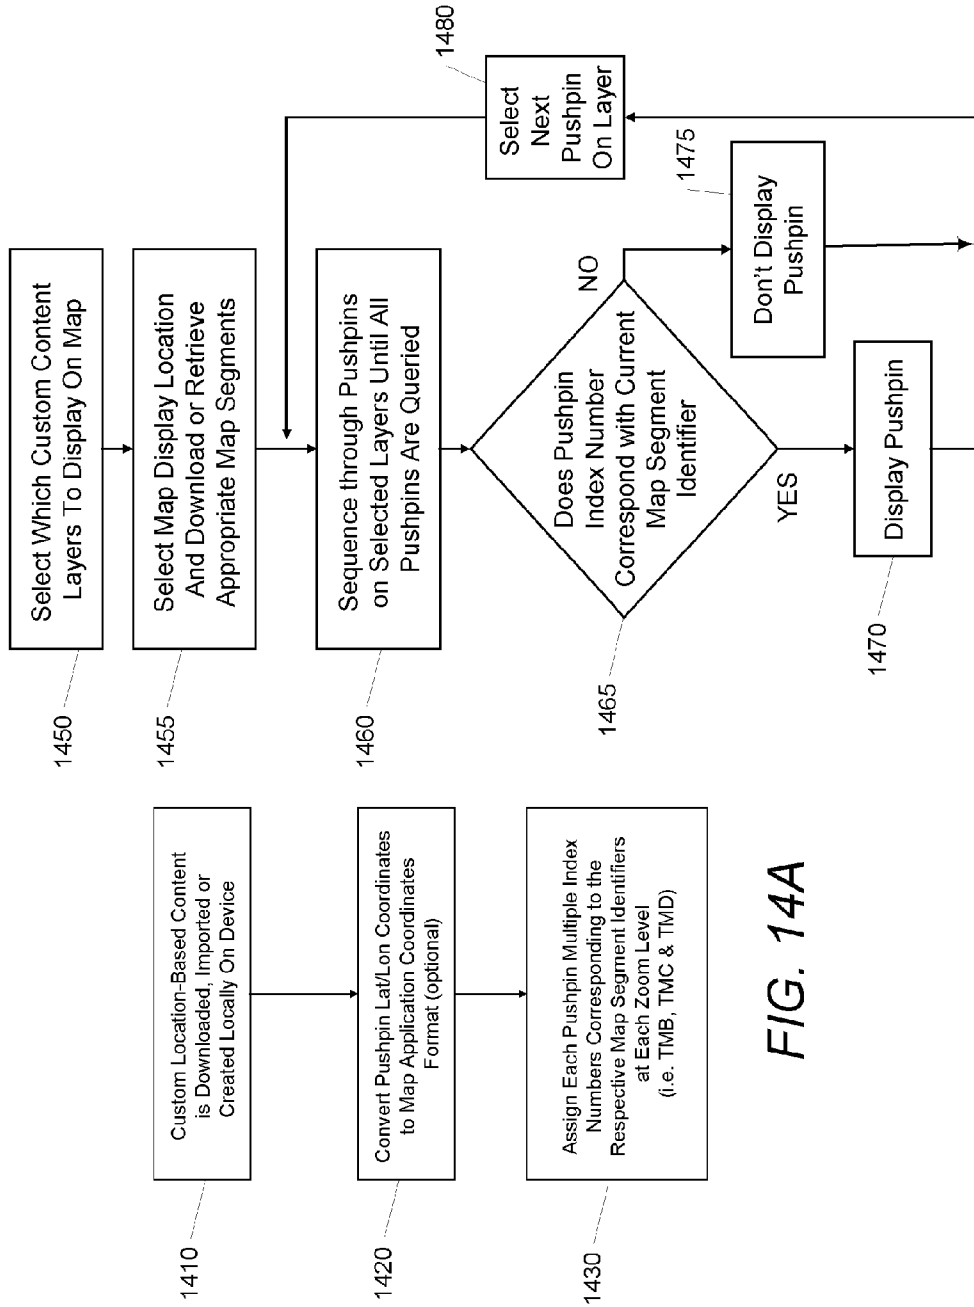 1410
Custom Location-Based Content
is Downloaded, Imported or
Created Locally On Device
1420
Convert Pushpin Lat/Lon Coordinates
to Map Application Coordinates
Format (optional)
1430
Assign Each Pushpin Multiple Index
Numbers Corresponding to the
Respective Map Segment Identifiers
at Each Zoom Level
(i.e. TMB, TMC & TMD)
1450
Select Which Custom Content
Layers To Display On Map
1455
Select Map Display Location
And Download or Retrieve
Appropriate Map Segments
1460
Sequence through Pushpins
on Selected Layers Until All
Pushpins Are Queried
1465
Does Pushpin
Index Number
Correspond with Current
Map Segment
Identifier
YES
NO
1470
Display Pushpin
1475
Don't Display
Pushpin
1480
Select
Next
Pushpin
On Layer
FIG. 14A